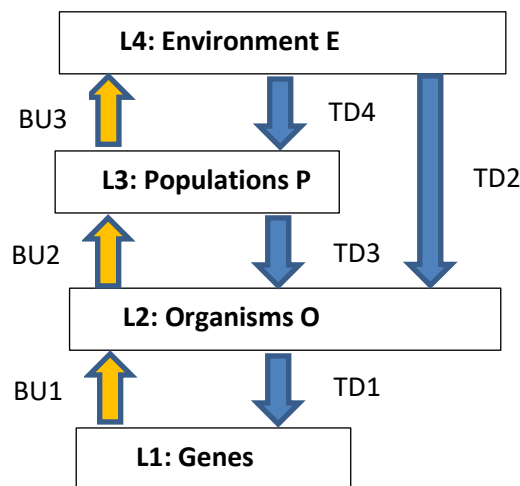 L4: Environment E
BU3
TD4
L3: Populations P
TD2
BU2
TD3
L2: Organisms O
BU1
TD1
L1: Genes